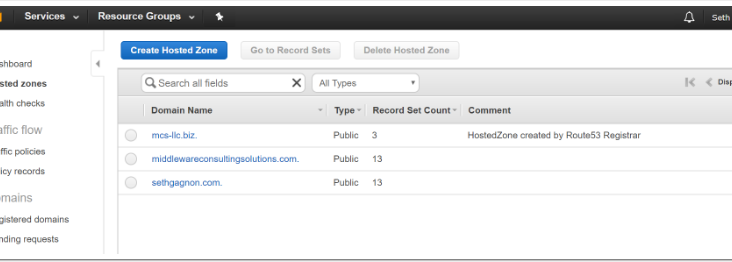 Services Resource Groups Seth
Create Hosted Zone Go to Record Sets Delete Hosted Zone
shboard
sted zones
alth checks
affic flow
ffic policies
icy records
mains
gistered domains
nding requests
Search all fields X All Types Disp
Domain Name Type Record Set Count Comment
mcs-llc.biz. Public 3 HostedZone created by Route53 Registrar
middlewareconsultingsolutions.com. Public 13
sethgagnon.com. Public 13